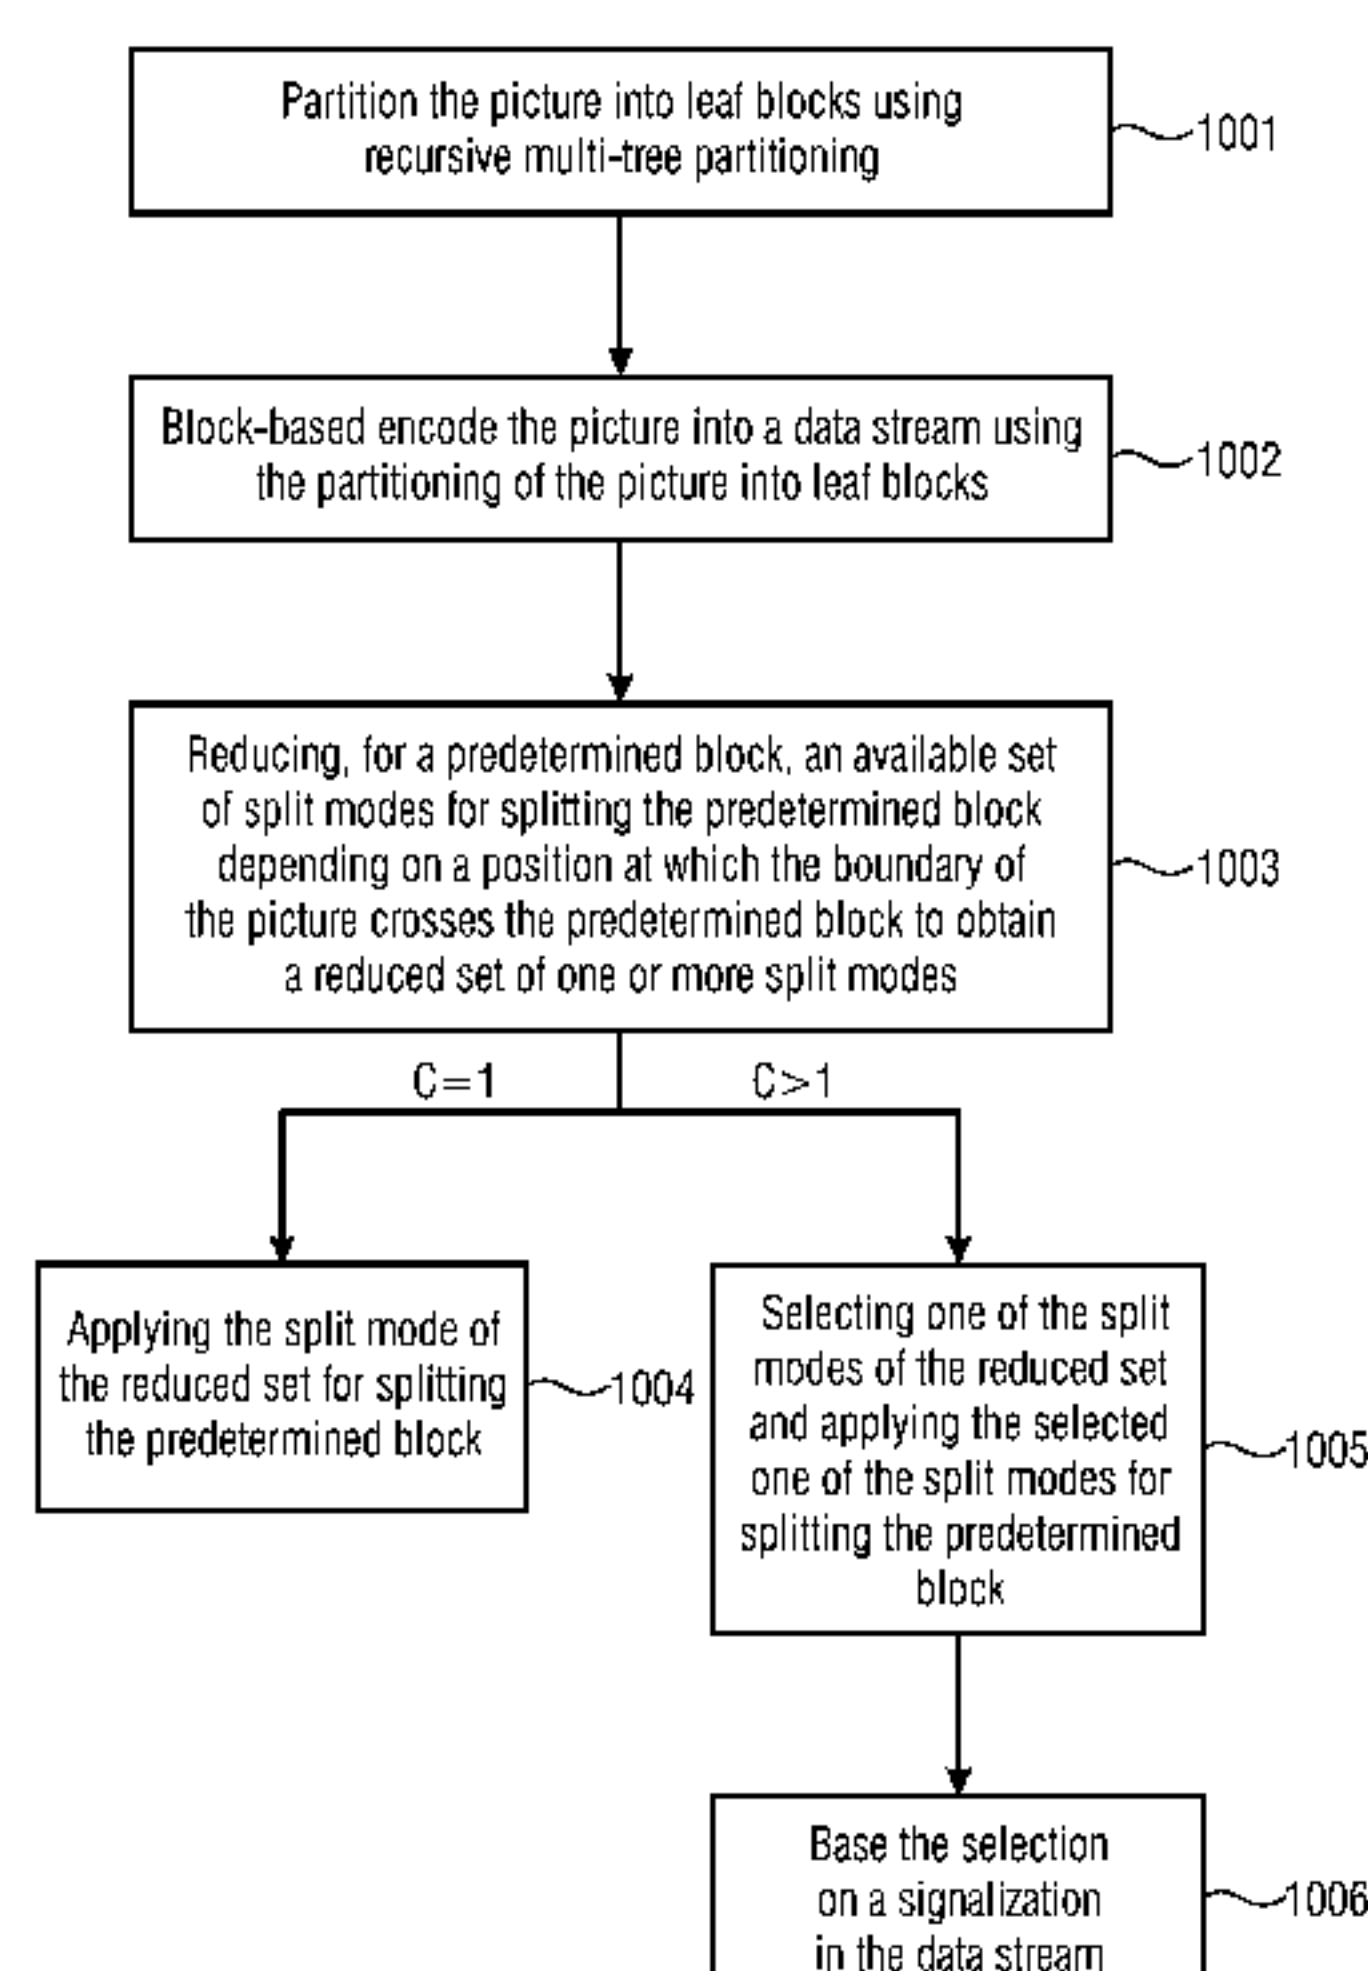 Partition the picture into leaf blocks using
recursive multi-tree partitioning
1001
Block-based encode the picture into a data stream using
the partitioning of the picture into leaf blocks
1002
Reducing, for a predetermined block, an available set
of split modes for splitting the predetermined block
depending on a position at which the boundary of
the picture crosses the predetermined block to obtain
a reduced set of one or more split modes
1003
C=1
C>1
Applying the split mode of
the reduced set for splitting
the predetermined block
1004
Selecting one of the split
modes of the reduced set
and applying the selected
one of the split modes for
splitting the predetermined
block
1005
Base the selection
on a signalization
in the data stream
1006